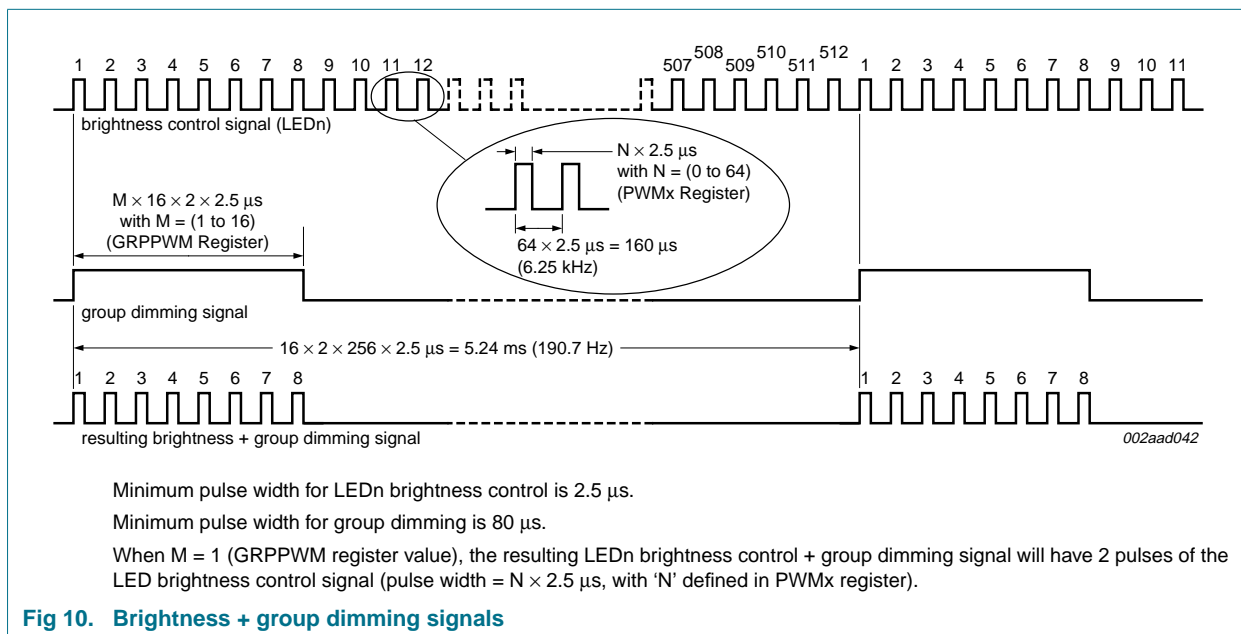 1 2 3 4 5 6 7 8 9 10 11 12 507 508 509 510 511 512 1 2 3 4 5 6 7 8 9 10 11
brightness control signal (LEDn)
N × 2.5 μs
with N = (0 to 64)
(PWMx Register)
M × 16 × 2 × 2.5 μs
with M = (1 to 16)
(GRPPWM Register)
64 × 2.5 μs = 160 μs
(6.25 kHz)
group dimming signal
16 × 2 × 256 × 2.5 μs = 5.24 ms (190.7 Hz)
1 2 3 4 5 6 7 8 1 2 3 4 5 6 7 8
resulting brightness + group dimming signal
002aad042
Minimum pulse width for LEDn brightness control is 2.5 μs.
Minimum pulse width for group dimming is 80 μs.
When M = 1 (GRPPWM register value), the resulting LEDn brightness control + group dimming signal will have 2 pulses of the
LED brightness control signal (pulse width = N × 2.5 μs, with ‘N’ defined in PWMx register).
Fig 10. Brightness + group dimming signals